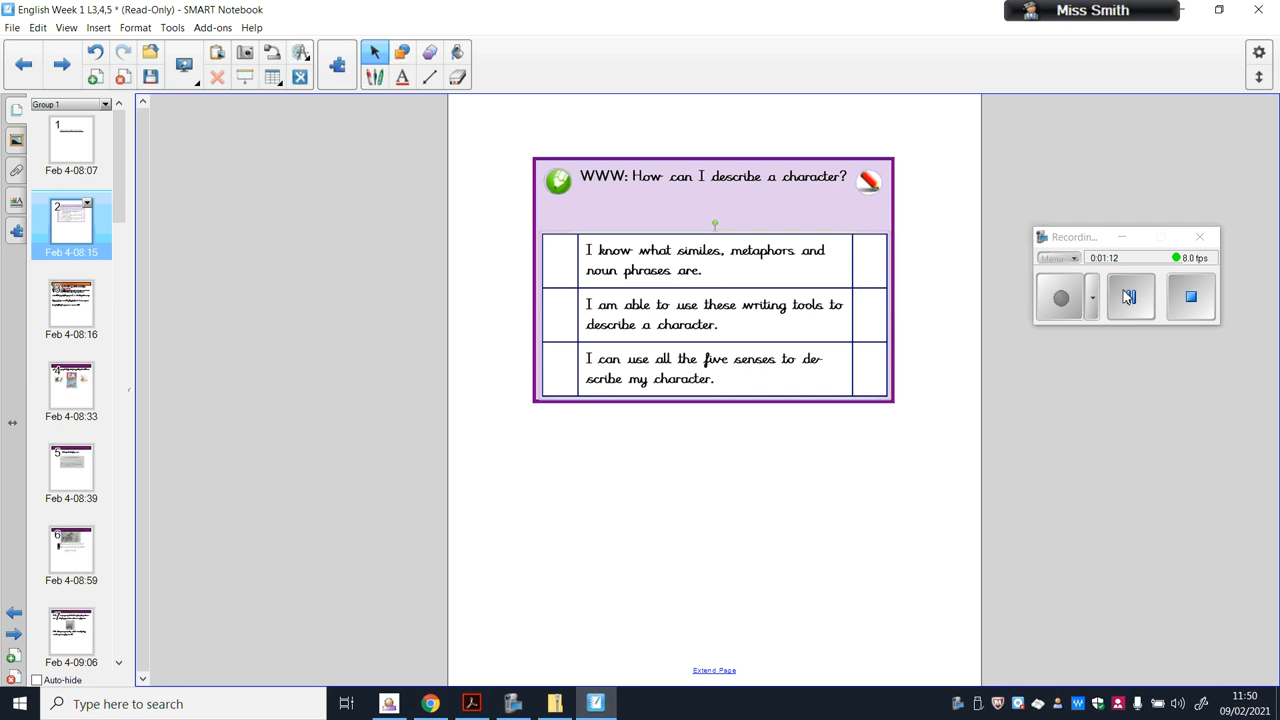 English Week 1 L3,4,5 * (Read-Only) - SMART Notebook
Miss Smith
File Edit View Insert Format Tools Add-ons Help
Group 1
1
Feb 4-08:07
2
Feb 4-08:15
Feb 4-08:16
4
Feb 4-08:33
5
Feb 4-08:39
6
Feb 4-08:59
Feb 4-09:06
Auto-hide
WWW: How can I describe a character?
I know what similes, metaphors and
noun phrases are.
I am able to use these writing tools to
describe a character.
I can use all the five senses to de-
scribe my character.
Extend Page
Recordin...
Menu
0:01:12
8.0 fps
Type here to search
11:50
09/02/2021